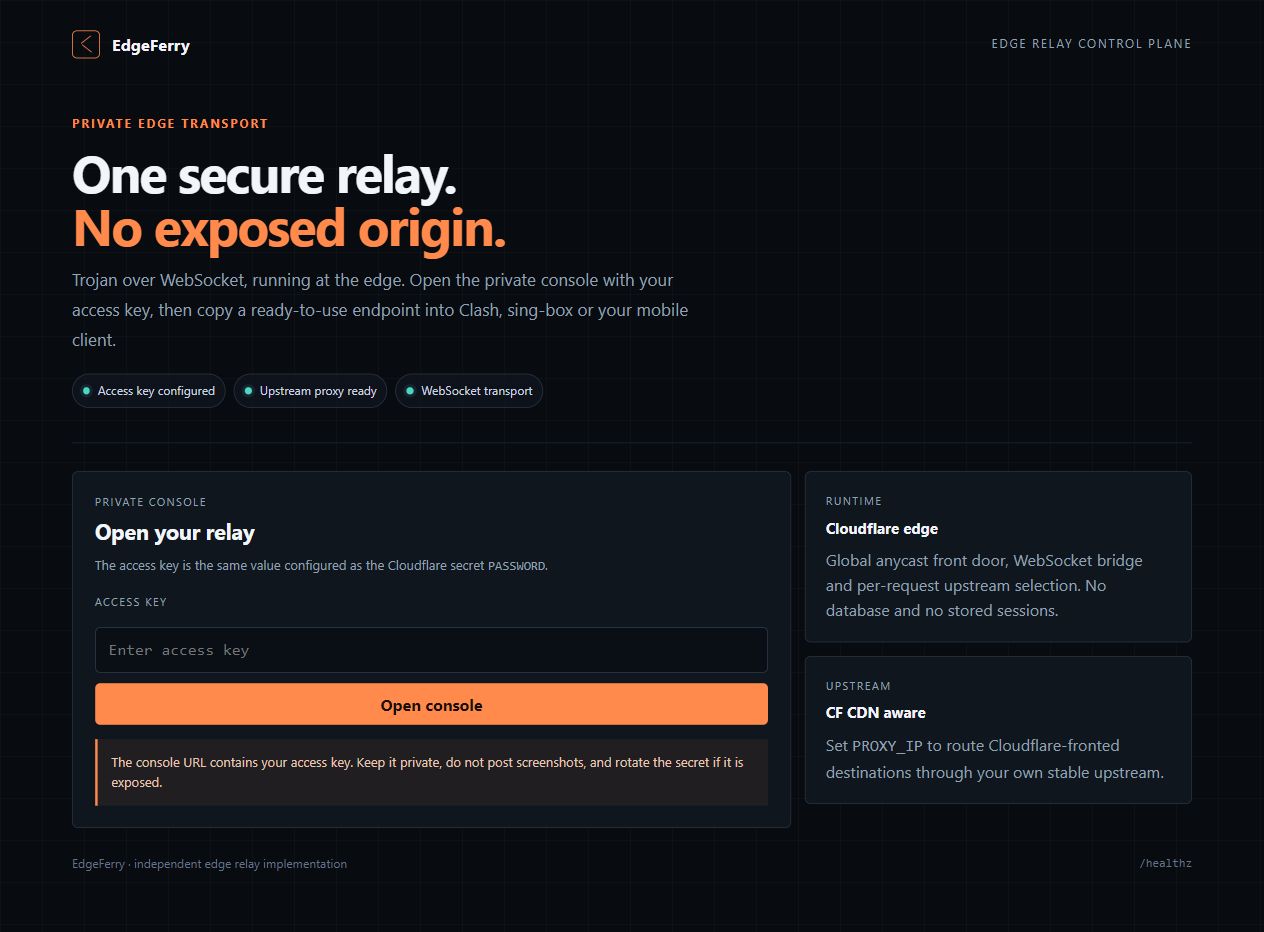 EdgeFerry
EDGE RELAY CONTROL PLANE
PRIVATE EDGE TRANSPORT
One secure relay.
No exposed origin.
Trojan over WebSocket, running at the edge. Open the private console with your
access key, then copy a ready-to-use endpoint into Clash, sing-box or your mobile
client.
Access key configured
Upstream proxy ready
WebSocket transport
PRIVATE CONSOLE
Open your relay
The access key is the same value configured as the Cloudflare secret PASSWORD.
ACCESS KEY
Enter access key
Open console
The console URL contains your access key. Keep it private, do not post screenshots, and rotate the secret if it is
exposed.
RUNTIME
Cloudflare edge
Global anycast front door, WebSocket bridge
and per-request upstream selection. No
database and no stored sessions.
UPSTREAM
CF CDN aware
Set PROXY_IP to route Cloudflare-fronted
destinations through your own stable upstream.
EdgeFerry · independent edge relay implementation
/healthz